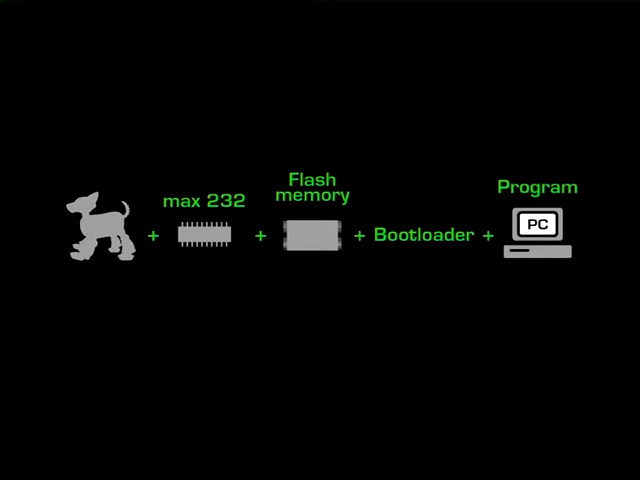 max 232
Flash
memory
+ + + Bootloader +
Program
PC